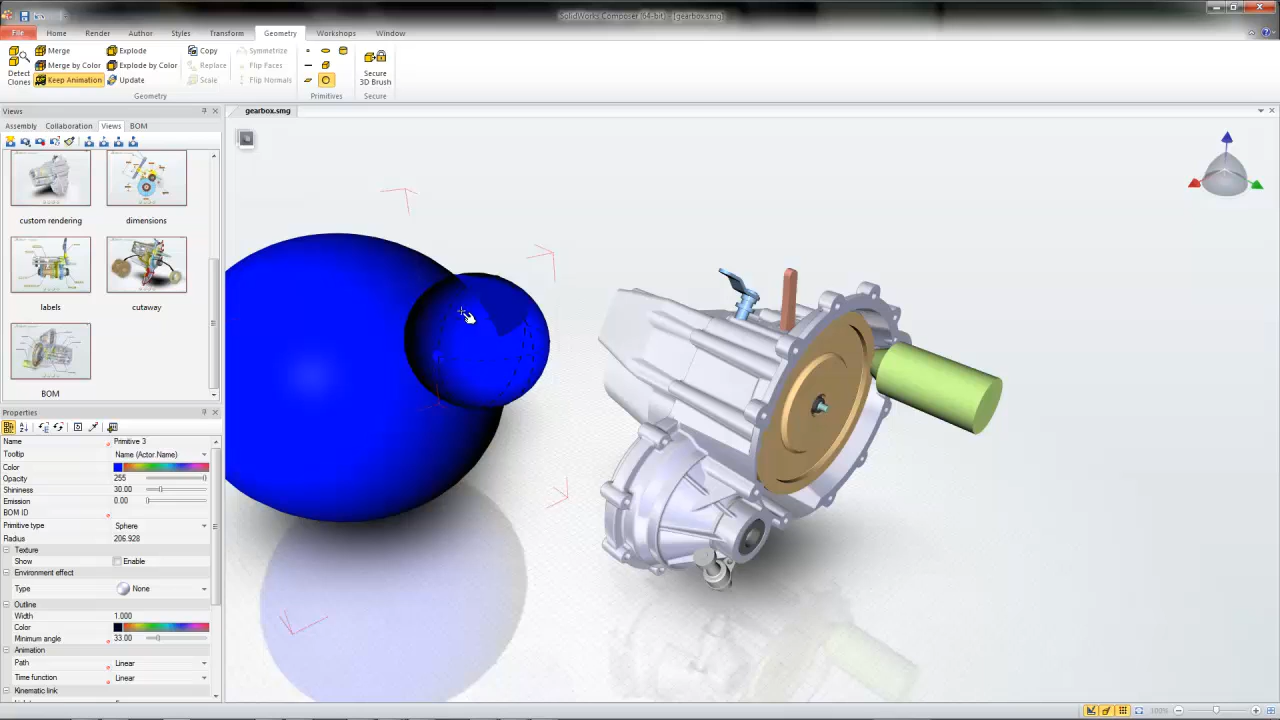 SolidWorks Composer (64-bit) - [gearbox.smg]
File Home Render Author Styles Transform Geometry Workshops Window
Detect Clones
Merge
Merge by Color
Keep Animation
Explode
Explode by Color
Update
Copy
Replace
Scale
Symmetrize
Flip Faces
Flip Normals
Secure 3D Brush
Geometry Primitives Secure
Views
gearbox.smg
Assembly Collaboration Views BOM
custom rendering dimensions
labels cutaway
BOM
Properties
Name Primitive 3
Tooltip Name (Actor.Name)
Color
Opacity 255
Shininess 30.00
Emission 0.00
BOM ID
Primitive type Sphere
Radius 206.928
Texture
Show Enable
Environment effect
Type None
Outline
Width 1.000
Color
Minimum angle 33.00
Animation
Path Linear
Time function Linear
Kinematic link
100%